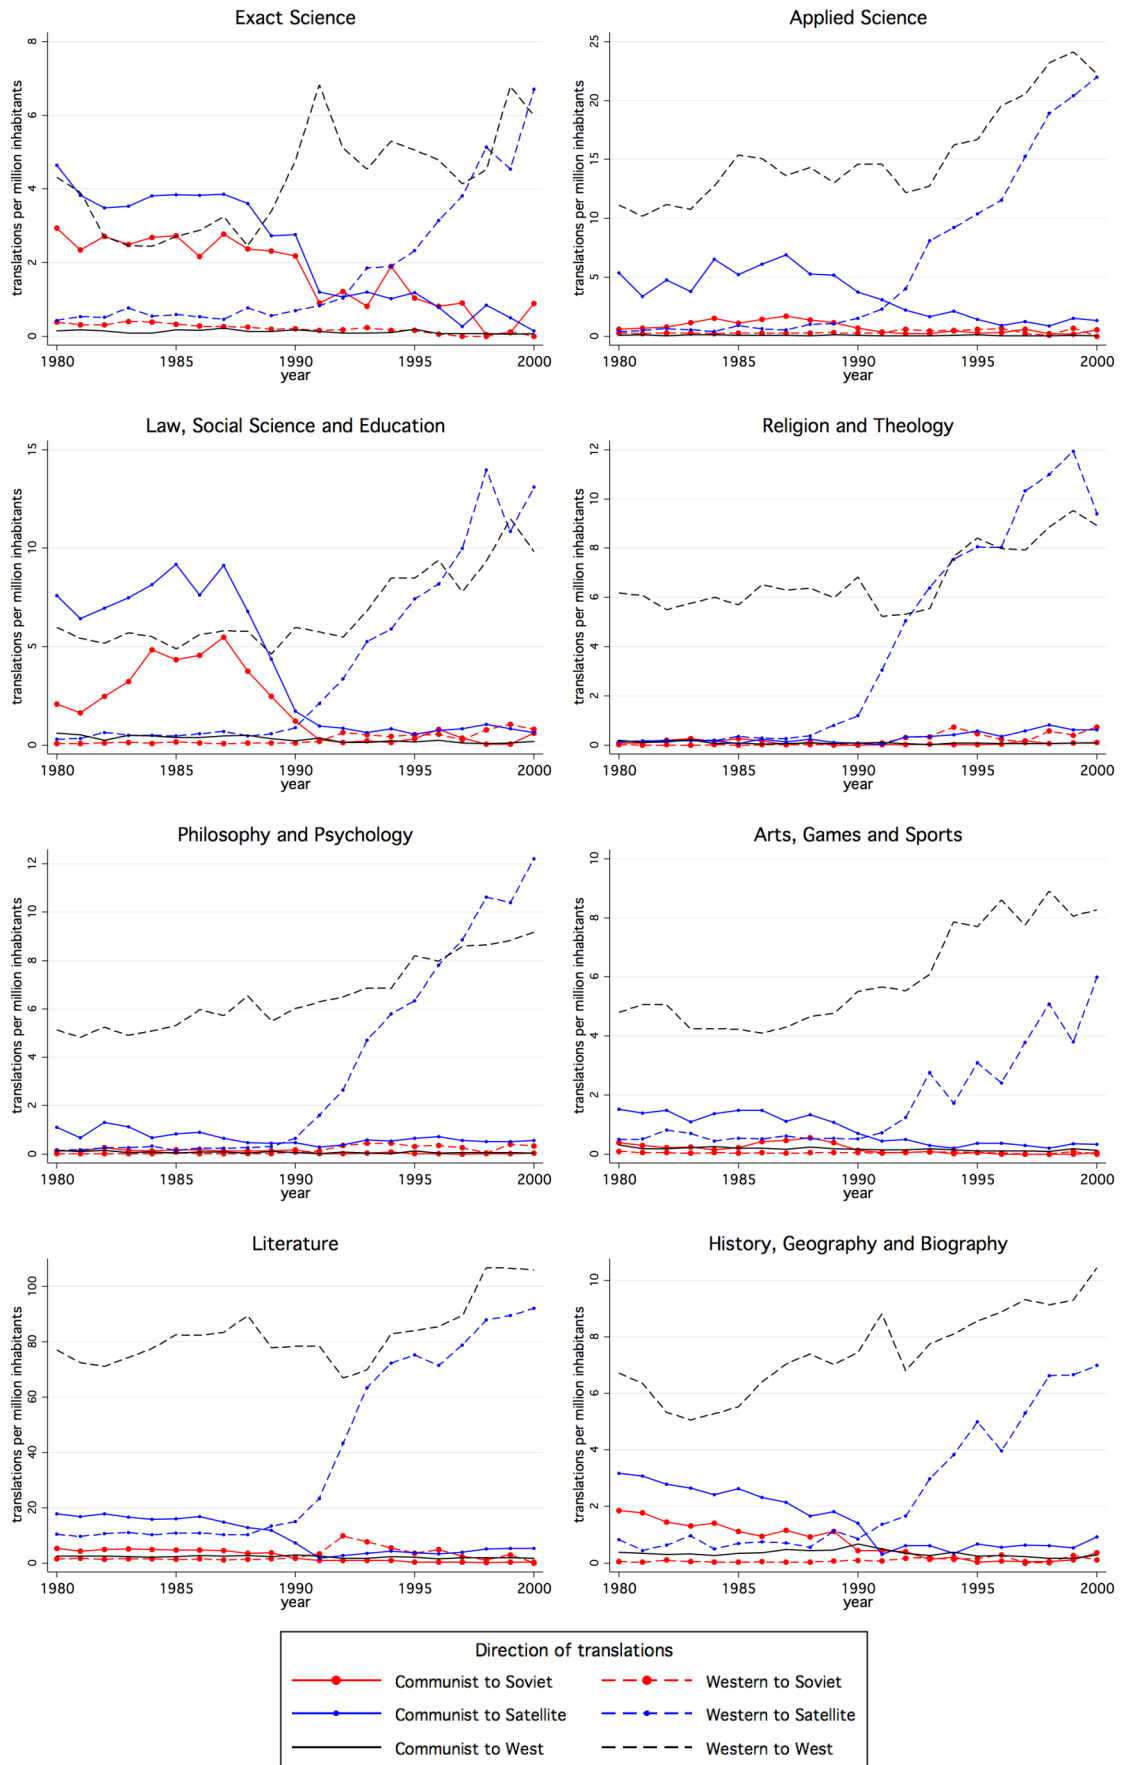 Exact Science
translations per million inhabitants
8
6
4
2
0
1980 1985 1990 1995 2000
year
Applied Science
translations per million inhabitants
25
20
15
10
5
0
1980 1985 1990 1995 2000
year
Law, Social Science and Education
translations per million inhabitants
15
10
5
0
1980 1985 1990 1995 2000
year
Religion and Theology
translations per million inhabitants
12
10
8
6
4
2
0
1980 1985 1990 1995 2000
year
Philosophy and Psychology
translations per million inhabitants
12
10
8
6
4
2
0
1980 1985 1990 1995 2000
year
Arts, Games and Sports
translations per million inhabitants
10
8
6
4
2
0
1980 1985 1990 1995 2000
year
Literature
translations per million inhabitants
100
80
60
40
20
0
1980 1985 1990 1995 2000
year
History, Geography and Biography
translations per million inhabitants
10
8
6
4
2
0
1980 1985 1990 1995 2000
year
Direction of translations
Communist to Soviet Western to Soviet
Communist to Satellite Western to Satellite
Communist to West Western to West